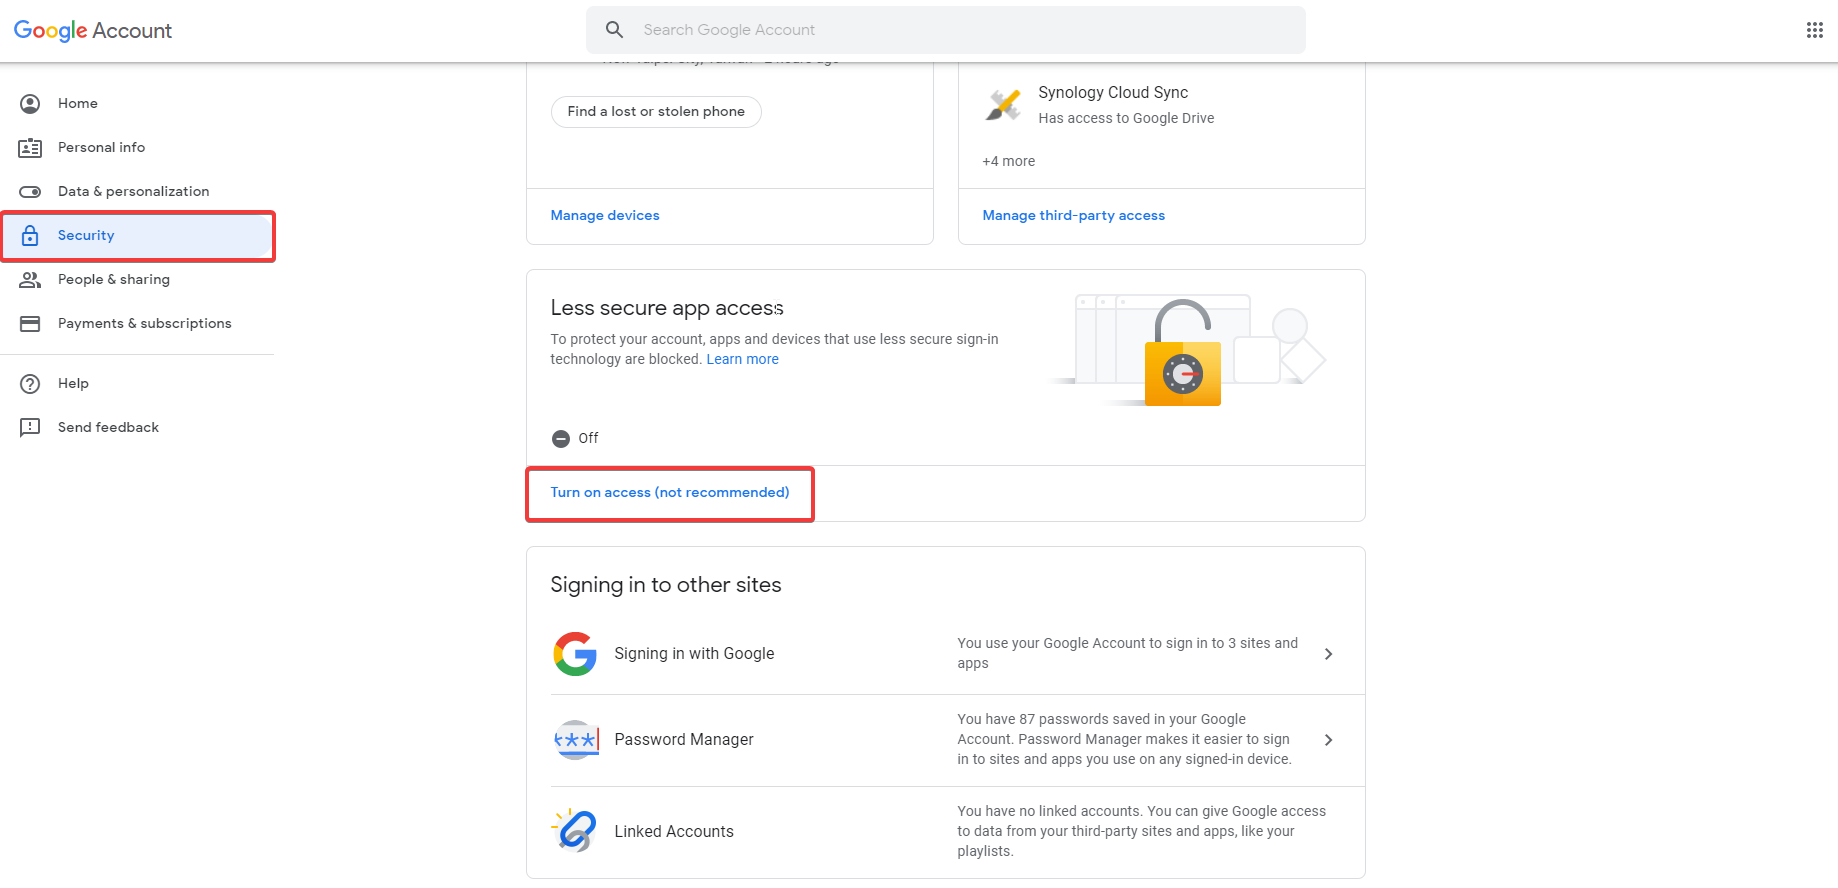 Google Account
Search Google Account
Home
Personal info
Data & personalization
Security
People & sharing
Payments & subscriptions
Help
Send feedback
Find a lost or stolen phone
Manage devices
Synology Cloud Sync
Has access to Google Drive
+4 more
Manage third-party access
Less secure app access
To protect your account, apps and devices that use less secure sign-in
technology are blocked. Learn more
Off
Turn on access (not recommended)
Signing in to other sites
Signing in with Google
You use your Google Account to sign in to 3 sites and
apps
Password Manager
You have 87 passwords saved in your Google
Account. Password Manager makes it easier to sign
in to sites and apps you use on any signed-in device.
Linked Accounts
You have no linked accounts. You can give Google access
to data from your third-party sites and apps, like your
playlists.